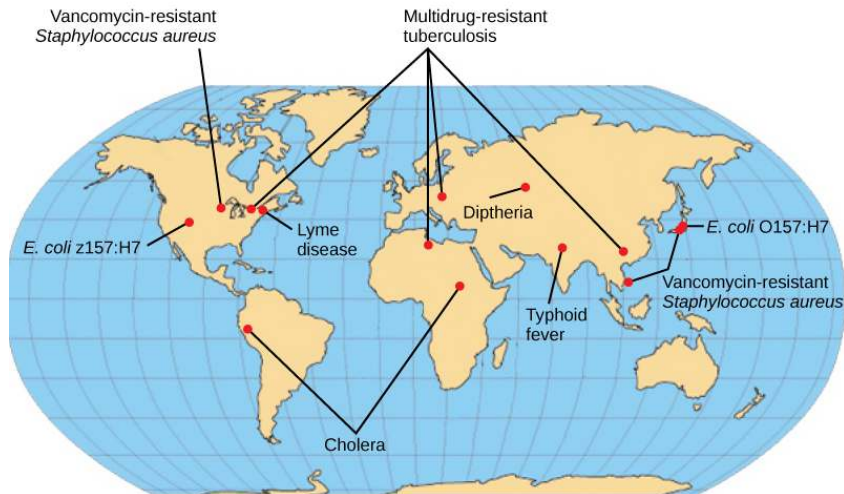 Vancomycin-resistant
Staphylococcus aureus
Multidrug-resistant
tuberculosis
Lyme
disease
E. coli z157:H7
Diptheria
E. coli O157:H7
Vancomycin-resistant
Staphylococcus aureus
Typhoid
fever
Cholera